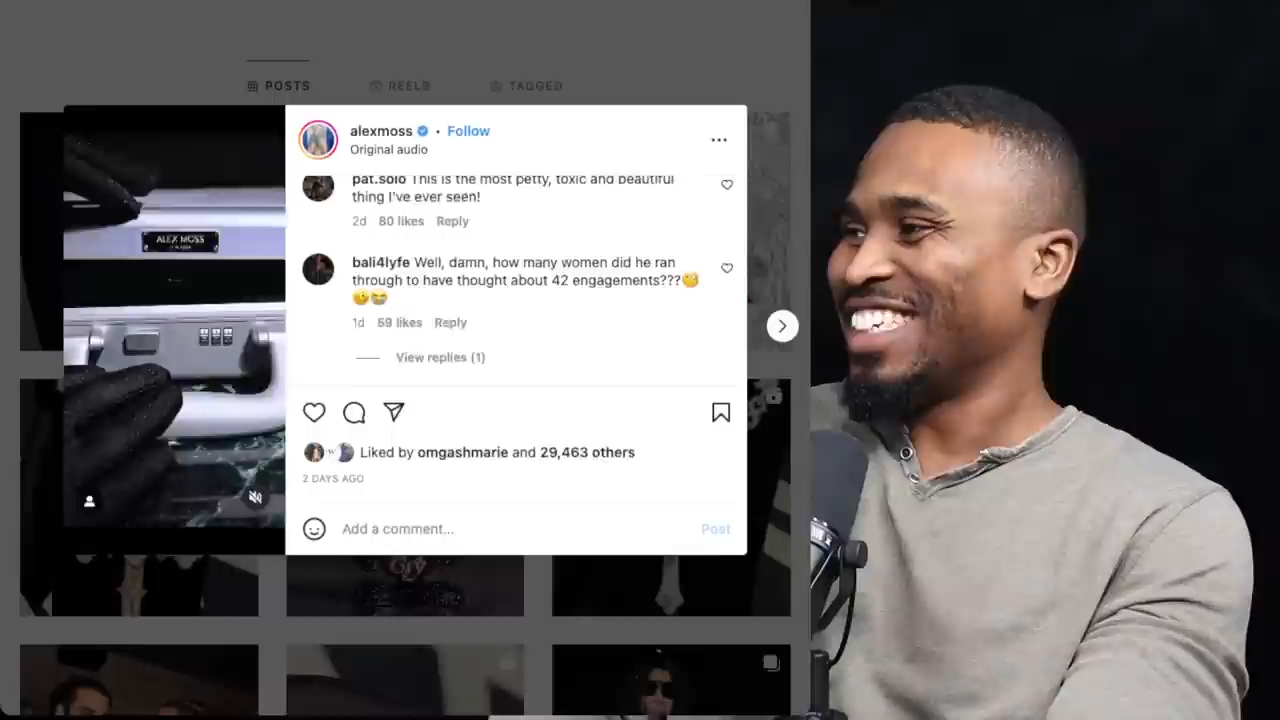 POSTS
REELS
TAGGED
alexmoss • Follow
Original audio
pat.solo This is the most petty, toxic and beautiful
thing I've ever seen!
2d 80 likes Reply
bali4lyfe Well, damn, how many women did he ran
through to have thought about 42 engagements???🧐
🤨😂
1d 59 likes Reply
View replies (1)
Liked by omgashmarie and 29,463 others
2 DAYS AGO
Add a comment...
Post
ALEX MOSS